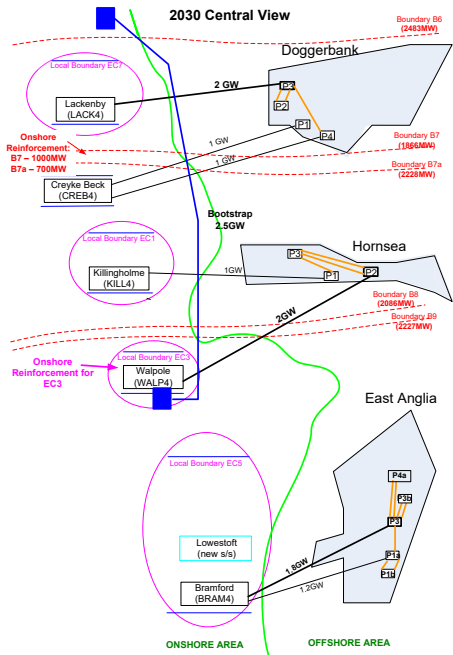 2030 Central View
Boundary B6
(2483MW)
Doggerbank
Local Boundary EC7
2 GW
P3
Lackenby
(LACK4)
P2
P1
P4
Onshore
Reinforcement:
B7 – 1000MW
B7a – 700MW
1 GW
Boundary B7
(1866MW)
1 GW
Boundary B7a
(2228MW)
Creyke Beck
(CREB4)
Bootstrap
2.5GW
Local Boundary EC1
Hornsea
P3
Killingholme
(KILL4)
1GW
P1
P2
Boundary B8
(2086MW)
2GW
Boundary B9
(2227MW)
Onshore
Reinforcement for
EC3
Local Boundary EC3
Walpole
(WALP4)
East Anglia
Local Boundary EC5
P4a
P3b
P3
Lowestoft
(new s/s)
P1a
1.8GW
P1b
Bramford
(BRAM4)
1.2GW
ONSHORE AREA
OFFSHORE AREA